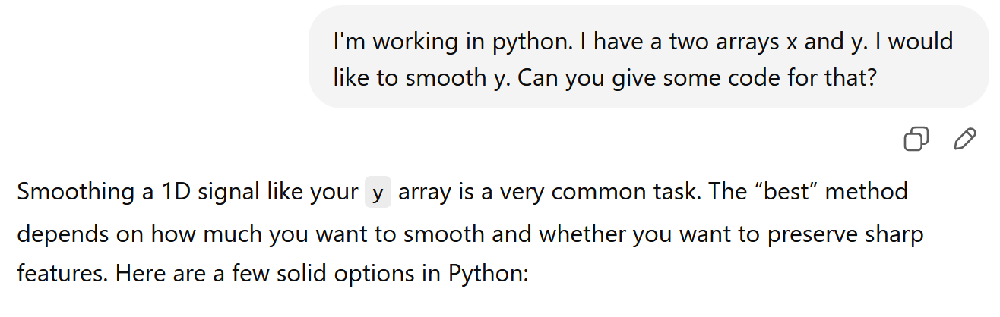 I'm working in python. I have a two arrays x and y. I would
like to smooth y. Can you give some code for that?
Smoothing a 1D signal like your y array is a very common task. The “best” method
depends on how much you want to smooth and whether you want to preserve sharp
features. Here are a few solid options in Python: